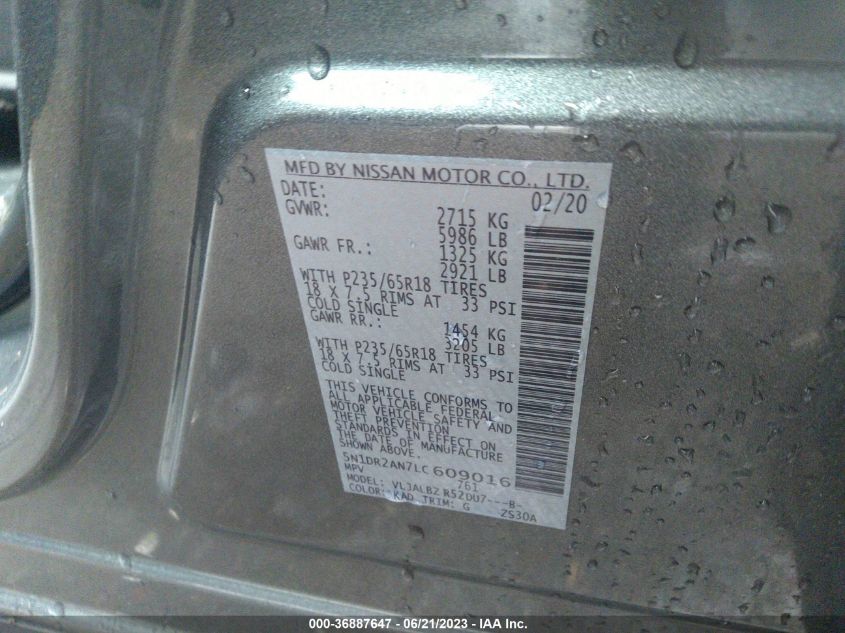 MFD BY NISSAN MOTOR CO., LTD.
DATE: 02/20
GVWR: 2715 KG
5986 LB
GAWR FR.: 1325 KG
2921 LB
WITH P235/65R18 TIRES
18 X 7.5 RIMS AT 33 PSI
COLD SINGLE
GAWR RR.: 1454 KG
3205 LB
WITH P235/65R18 TIRES
18 X 7.5 RIMS AT 33 PSI
COLD SINGLE
THIS VEHICLE CONFORMS TO
ALL APPLICABLE FEDERAL
MOTOR VEHICLE SAFETY AND
THEFT PREVENTION
STANDARDS IN EFFECT ON
THE DATE OF MANUFACTURE
SHOWN ABOVE.
5N1DR2AN7LC609016
MPV 761
MODEL: VLJALBZ R52DU7---B-
COLOR: KAD TRIM: G ZS30A
000-36887647 - 06/21/2023 - IAA Inc.